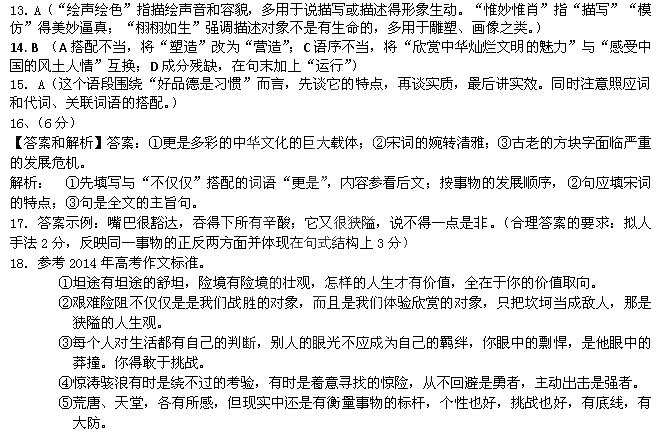 13. A（“绘声绘色”指描绘声音和容貌，多用于说描写或描述得形象生动。“惟妙惟肖”指“描写”“模
仿”得美妙逼真；“栩栩如生”强调描述对象不是有生命的，多用于雕塑、画像之类。）
14.B （A搭配不当，将“塑造”改为“营造”；C语序不当，将“欣赏中华灿烂文明的魅力”与“感受中
国的风土人情”互换；D成分残缺，在句末加上“运行”）
15. A（这个语段围绕“好品德是习惯”而言，先谈它的特点，再谈实质，最后讲实效。同时注意照应词
和代词、关联词语的搭配。）
16、（6分）
【答案和解析】答案：①更是多彩的中华文化的巨大载体；②宋词的婉转清雅；③古老的方块字面临严重
的发展危机。
解析： ①先填写与“不仅仅”搭配的词语“更是”，内容参看后文；按事物的发展顺序，②句应填宋词
的特点；③句是全文的主旨句。
17. 答案示例：嘴巴很豁达，吞得下所有辛酸；它又很狭隘，说不得一点是非。（合理答案的要求：拟人
手法2分，反映同一事物的正反两方面并体现在句式结构上3分）
18. 参考2014年高考作文标准。
①坦途有坦途的舒坦，险境有险境的壮观，怎样的人生才有价值，全在于你的价值取向。
②艰难险阻不仅仅是是我们战胜的对象，而且是我们体验欣赏的对象，只把坎坷当成敌人，那是
狭隘的人生观。
③每个人对生活都有自己的判断，别人的眼光不应成为自己的羁绊，你眼中的剽悍，是他眼中的
莽撞。你得敢于挑战。
④惊涛骇浪有时是绕不过的考验，有时是着意寻找的惊险，从不回避是勇者，主动出击是强者。
⑤荒唐、天堂，各有所感，但现实中还是有衡量事物的标杆，个性也好，挑战也好，有底线，有
大防。